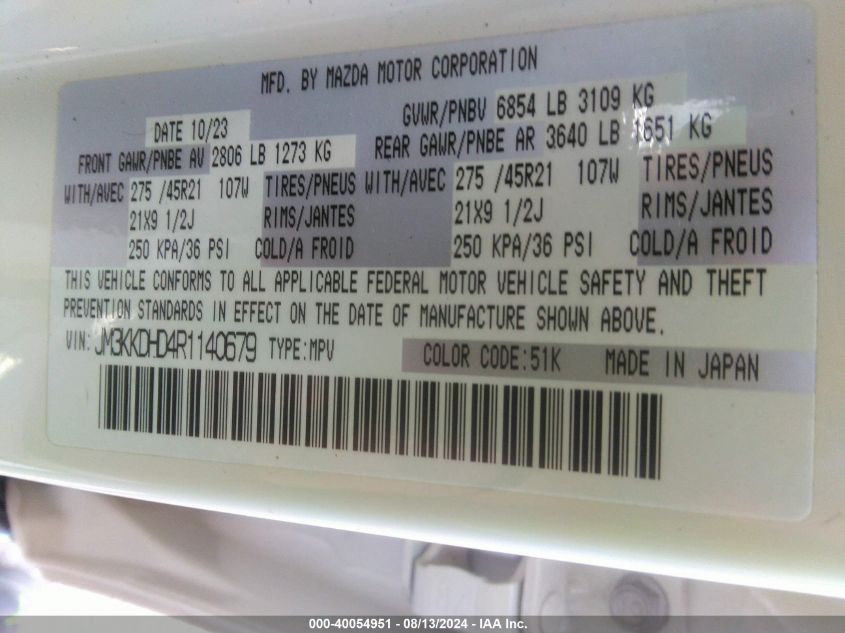 MFD. BY MAZDA MOTOR CORPORATION
DATE 10/23 GVWR/PNBV 6854 LB 3109 KG
FRONT GAWR/PNBE AV 2806 LB 1273 KG REAR GAWR/PNBE AR 3640 LB 1651 KG
WITH/AVEC 275 /45R21 107W TIRES/PNEUS WITH/AVEC 275 /45R21 107W TIRES/PNEUS
21X9 1/2J RIMS/JANTES 21X9 1/2J RIMS/JANTES
250 KPA/36 PSI COLD/A FROID 250 KPA/36 PSI COLD/A FROID
THIS VEHICLE CONFORMS TO ALL APPLICABLE FEDERAL MOTOR VEHICLE SAFETY AND THEFT
PREVENTION STANDARDS IN EFFECT ON THE DATE OF MANUFACTURE SHOWN ABOVE.
VIN: JM3KKDHD4R1140679 TYPE:MPV COLOR CODE:51K MADE IN JAPAN
000-40054951 - 08/13/2024 - IAA Inc.